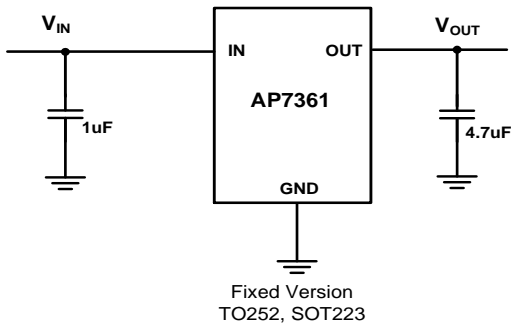 VIN
VOUT
IN
OUT
AP7361
1uF
4.7uF
GND
Fixed Version
TO252, SOT223